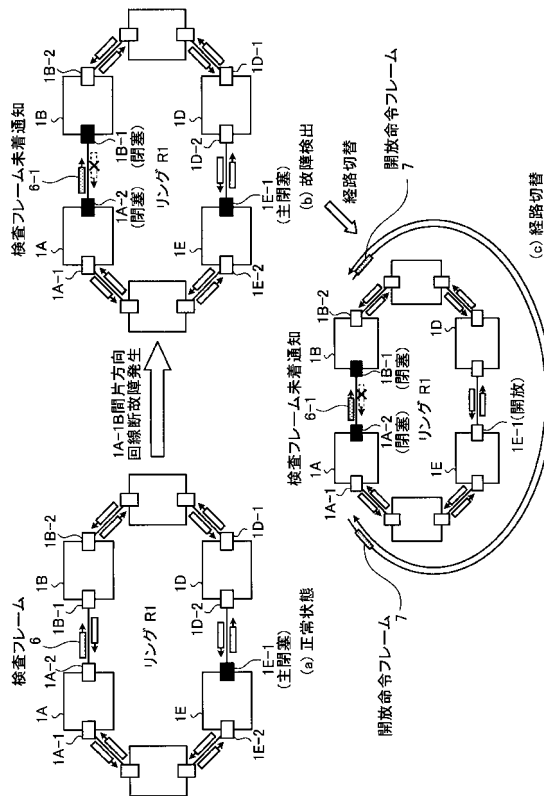 検査フレーム
6
1A-1
1A
1A-2
1B-1
1B
1B-2
リング R1
1E-2
1E
1E-1
(主閉塞)
1D-2
1D
1D-1
(a) 正常状態
1A-1B間片方向
回線断故障発生
検査フレーム未着通知
6-1
1A-1
1A
1A-2
(閉塞)
1B-1
(閉塞)
1B
1B-2
リング R1
1E-2
1E
1E-1
(主閉塞)
1D-2
1D
1D-1
(b) 故障検出
経路切替
検査フレーム未着通知
6-1
1A-1
1A
1A-2
(閉塞)
1B-1
(閉塞)
1B
1B-2
リング R1
1E
1E-1(開放)
1D
開放命令フレーム
7
開放命令フレーム
7
(c) 経路切替